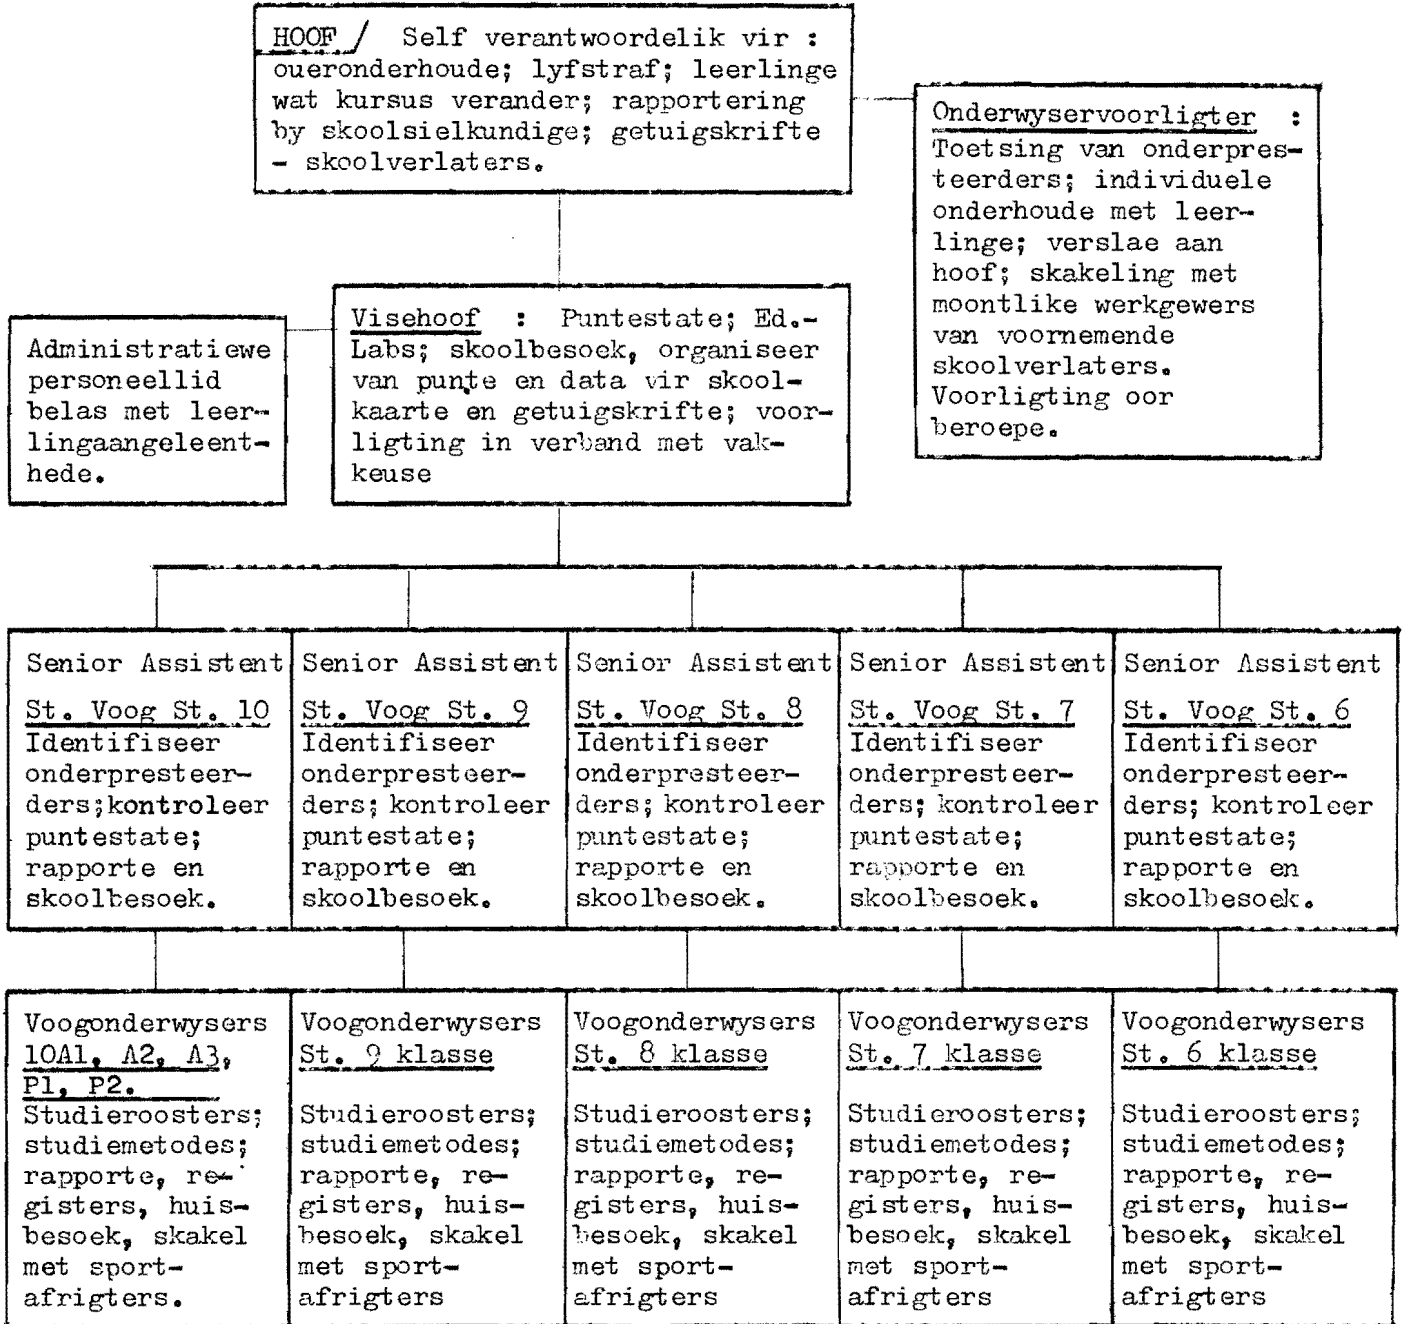 HOOF / Self verantwoordelik vir :
oueronderhoude; lyfstraf; leerlinge
wat kursus verander; rapportering
by skoolsielkundige; getuigskrifte
- skoolverlaters.
Onderwyservoorligter :
Toetsing van onderpres-
teerders; individuele
onderhoude met leer-
linge; verslae aan
hoof; skakeling met
moontlike werkgewers
van voornemende
skoolverlaters.
Voorligting oor
beroepe.
Administratiewe
personeellid
belas met leer-
lingaangeleent-
hede.
Visehoof : Puntestate; Ed.-
Labs; skoolbesoek, organiseer
van punte en data vir skool-
kaarte en getuigskrifte; voor-
ligting in verband met vak-
keuse
Senior Assistent
St. Voog St. 10
Identifiseer
onderpresteer-
ders;kontroleer
puntestate;
rapporte en
skoolbesoek.
Senior Assistent
St. Voog St. 9
Identifiseer
onderpresteer-
ders; kontroleer
puntestate;
rapporte en
skoolbesoek.
Senior Assistent
St. Voog St. 8
Identifiseer
onderpresteer-
ders; kontroleer
puntestate;
rapporte en
skoolbesoek.
Senior Assistent
St. Voog St. 7
Identifiseer
onderpresteer-
ders; kontroleer
puntestate;
rapporte en
skoolbesoek.
Senior Assistent
St. Voog St. 6
Identifiseer
onderpresteer-
ders; kontroleer
puntestate;
rapporte en
skoolbesoek.
Voogonderwysers
10A1, A2, A3,
P1, P2.
Studieroosters;
studiemetodes;
rapporte, re-
gisters, huis-
besoek, skakel
met sport-
afrigters.
Voogonderwysers
St. 9 klasse
Studieroosters;
studiemetodes;
rapporte, re-
gisters, huis-
besoek, skakel
met sport-
afrigters
Voogonderwysers
St. 8 klasse
Studieroosters;
studiemetodes;
rapporte, re-
gisters, huis-
besoek, skakel
met sport-
afrigters
Voogonderwysers
St. 7 klasse
Studieroosters;
studiemetodes;
rapporte, re-
gisters, huis-
besoek, skakel
met sport-
afrigters
Voogonderwysers
St. 6 klasse
Studieroosters;
studiemetodes;
rapporte, re-
gisters, huis-
besoek, skakel
met sport-
afrigters